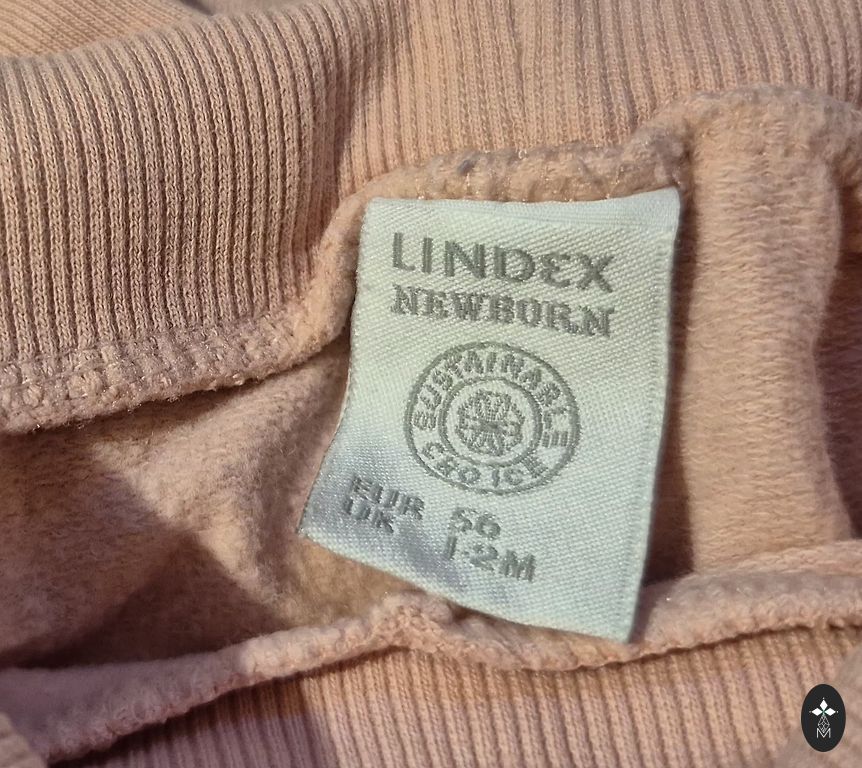 LINDEX
NEWBORN
SUSTAINABLE
CHOICE
EUR 56
UK 1-2M
M